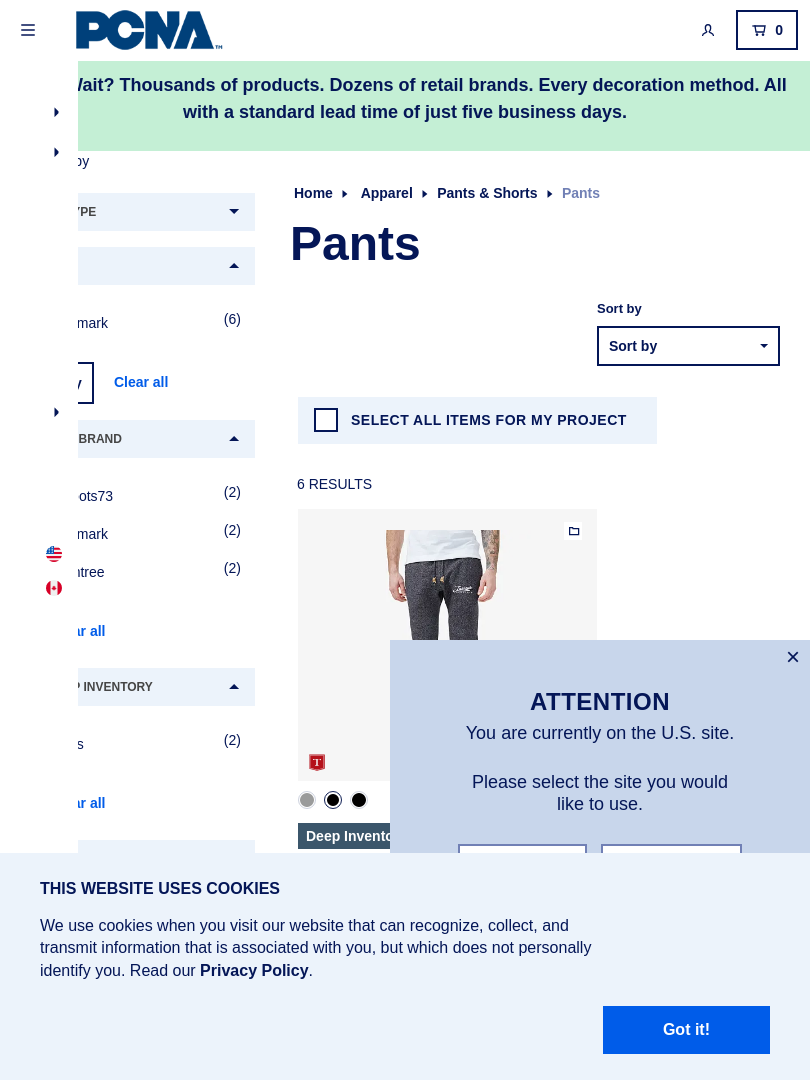 PCNA™
0
Wait? Thousands of products. Dozens of retail brands. Every decoration method. All
with a standard lead time of just five business days.
by
Home Apparel Pants & Shorts Pants
YPE
Pants
Sort by
mark (6)
Sort by
Clear all
SELECT ALL ITEMS FOR MY PROJECT
BRAND
6 RESULTS
ots73 (2)
mark (2)
ntree (2)
ar all
P INVENTORY
s (2)
ar all
T
Deep Invento
×
ATTENTION
You are currently on the U.S. site.
Please select the site you would
like to use.
THIS WEBSITE USES COOKIES
We use cookies when you visit our website that can recognize, collect, and
transmit information that is associated with you, but which does not personally
identify you. Read our Privacy Policy.
Got it!